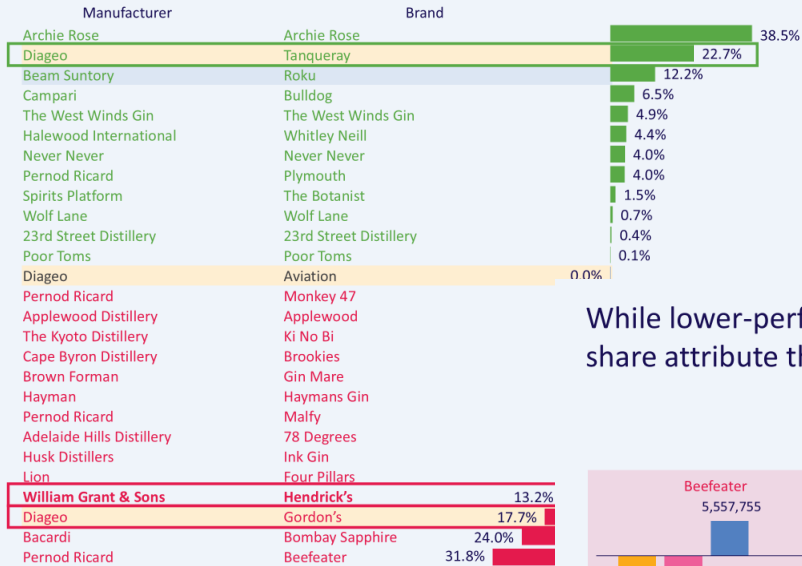 Manufacturer Brand
Archie Rose Archie Rose 38.5%
Diageo Tanqueray 22.7%
Beam Suntory Roku 12.2%
Campari Bulldog 6.5%
The West Winds Gin The West Winds Gin 4.9%
Halewood International Whitley Neill 4.4%
Never Never Never Never 4.0%
Pernod Ricard Plymouth 4.0%
Spirits Platform The Botanist 1.5%
Wolf Lane Wolf Lane 0.7%
23rd Street Distillery 23rd Street Distillery 0.4%
Poor Toms Poor Toms 0.1%
Diageo Aviation 0.0%
Pernod Ricard Monkey 47
Applewood Distillery Applewood
The Kyoto Distillery Ki No Bi
Cape Byron Distillery Brookies
Brown Forman Gin Mare
Hayman Haymans Gin
Pernod Ricard Malfy
Adelaide Hills Distillery 78 Degrees
Husk Distillers Ink Gin
Lion Four Pillars
William Grant & Sons Hendrick's 13.2%
Diageo Gordon's 17.7%
Bacardi Bombay Sapphire 24.0%
Pernod Ricard Beefeater 31.8%
While lower-perf
share attribute th
Beefeater
5,557,755